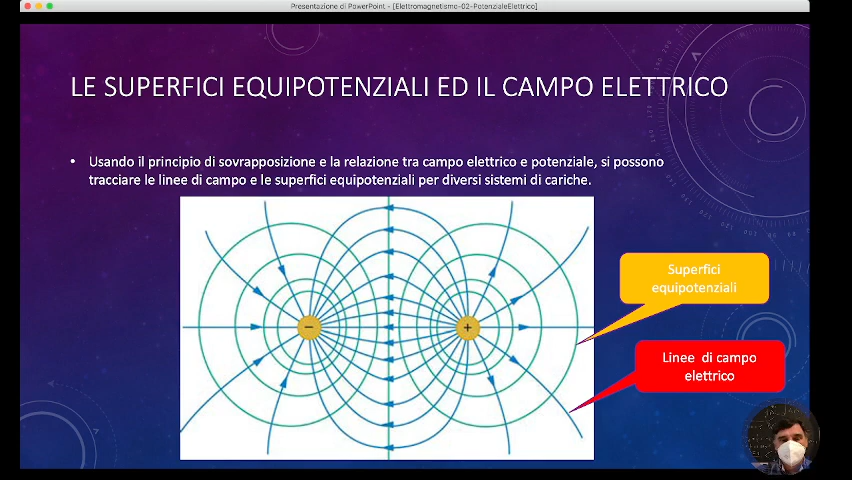 Presentazione di PowerPoint - [Elettromagnetismo-02-PotenzialeElettrico]
LE SUPERFICI EQUIPOTENZIALI ED IL CAMPO ELETTRICO
• Usando il principio di sovrapposizione e la relazione tra campo elettrico e potenziale, si possono
tracciare le linee di campo e le superfici equipotenziali per diversi sistemi di cariche.
Superfici
equipotenziali
Linee di campo
elettrico
− +